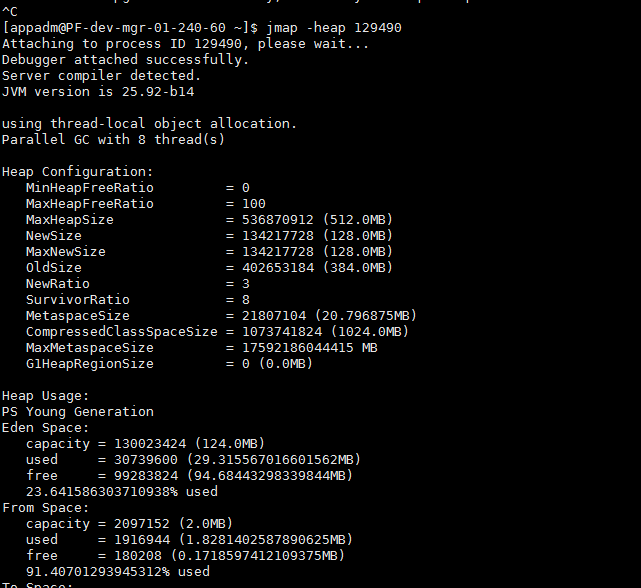 ^C
[appadm@PF-dev-mgr-01-240-60 ~]$ jmap -heap 129490
Attaching to process ID 129490, please wait...
Debugger attached successfully.
Server compiler detected.
JVM version is 25.92-b14
using thread-local object allocation.
Parallel GC with 8 thread(s)
Heap Configuration:
MinHeapFreeRatio = 0
MaxHeapFreeRatio = 100
MaxHeapSize = 536870912 (512.0MB)
NewSize = 134217728 (128.0MB)
MaxNewSize = 134217728 (128.0MB)
OldSize = 402653184 (384.0MB)
NewRatio = 3
SurvivorRatio = 8
MetaspaceSize = 21807104 (20.796875MB)
CompressedClassSpaceSize = 1073741824 (1024.0MB)
MaxMetaspaceSize = 17592186044415 MB
G1HeapRegionSize = 0 (0.0MB)
Heap Usage:
PS Young Generation
Eden Space:
capacity = 130023424 (124.0MB)
used = 30739600 (29.315567016601562MB)
free = 99283824 (94.68443298339844MB)
23.641586303710938% used
From Space:
capacity = 2097152 (2.0MB)
used = 1916944 (1.8281402587890625MB)
free = 180208 (0.1718597412109375MB)
91.40701293945312% used
To Space: